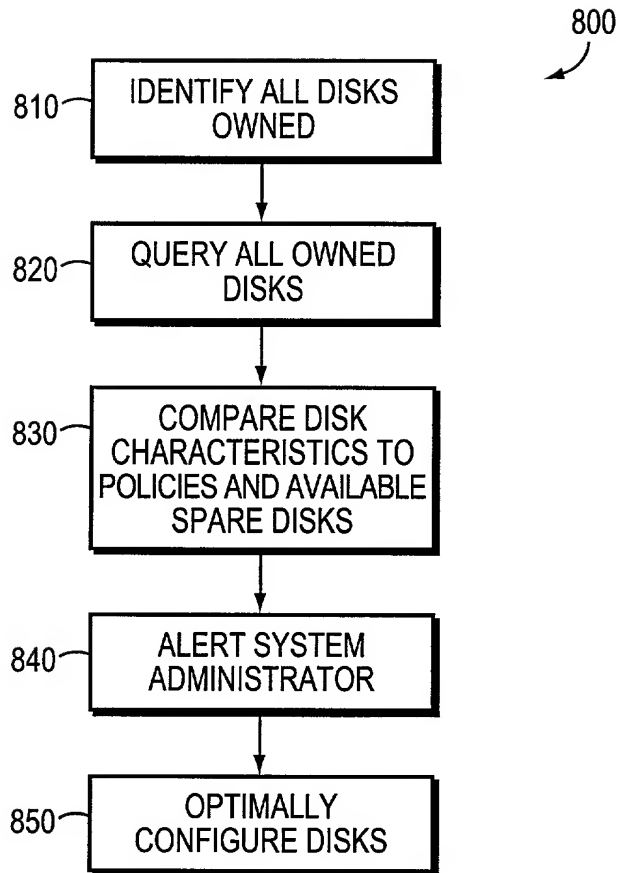 800
810
IDENTIFY ALL DISKS
OWNED
820
QUERY ALL OWNED
DISKS
830
COMPARE DISK
CHARACTERISTICS TO
POLICIES AND AVAILABLE
SPARE DISKS
840
ALERT SYSTEM
ADMINISTRATOR
850
OPTIMALLY
CONFIGURE DISKS